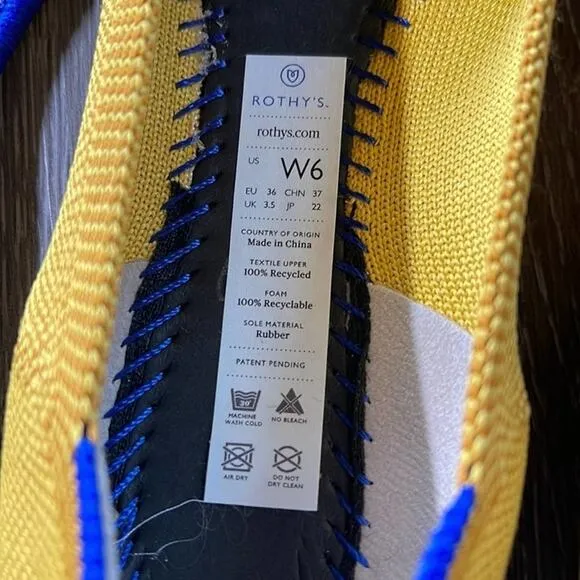 ROTHY'S™
rothys.com
US W6
EU 36 CHN 37
UK 3.5 JP 22
COUNTRY OF ORIGIN
Made in China
TEXTILE UPPER
100% Recycled
FOAM
100% Recyclable
SOLE MATERIAL
Rubber
PATENT PENDING
30°
MACHINE WASH COLD
NO BLEACH
AIR DRY
DO NOT DRY CLEAN